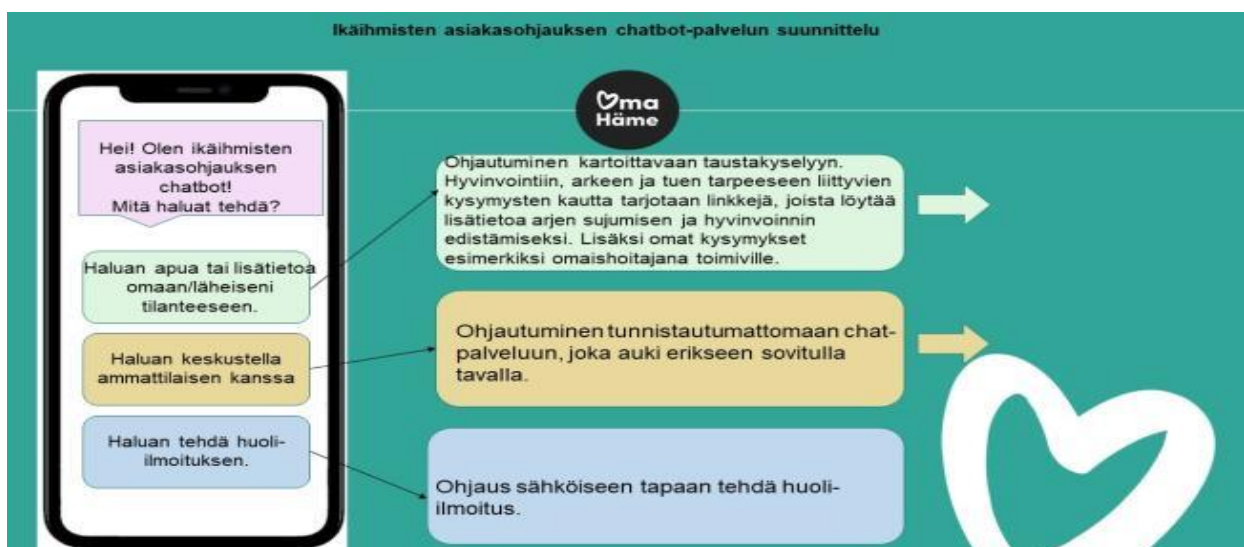 Ikäihmisten asiakasohjauksen chatbot-palvelun suunnittelu
Oma
Häme
Hei! Olen ikäihmisten
asiakasohjauksen
chatbot!
Mitä haluat tehdä?
Haluan apua tai lisätietoa
omaan/läheiseni
tilanteeseen.
Haluan keskustella
ammattilaisen kanssa
Haluan tehdä huoli-
ilmoituksen.
Ohjautuminen kartoittavaan taustakyselyyn.
Hyvinvointiin, arkeen ja tuen tarpeeseen liittyvien
kysymysten kautta tarjotaan linkkejä, joista löytää
lisätietoa arjen sujumisen ja hyvinvoinnin
edistämiseksi. Lisäksi omat kysymykset
esimerkiksi omaishoitajana toimiville.
Ohjautuminen tunnistautumattomaan chat-
palveluun, joka auki erikseen sovitulla
tavalla.
Ohjaus sähköiseen tapaan tehdä huoli-
ilmoitus.